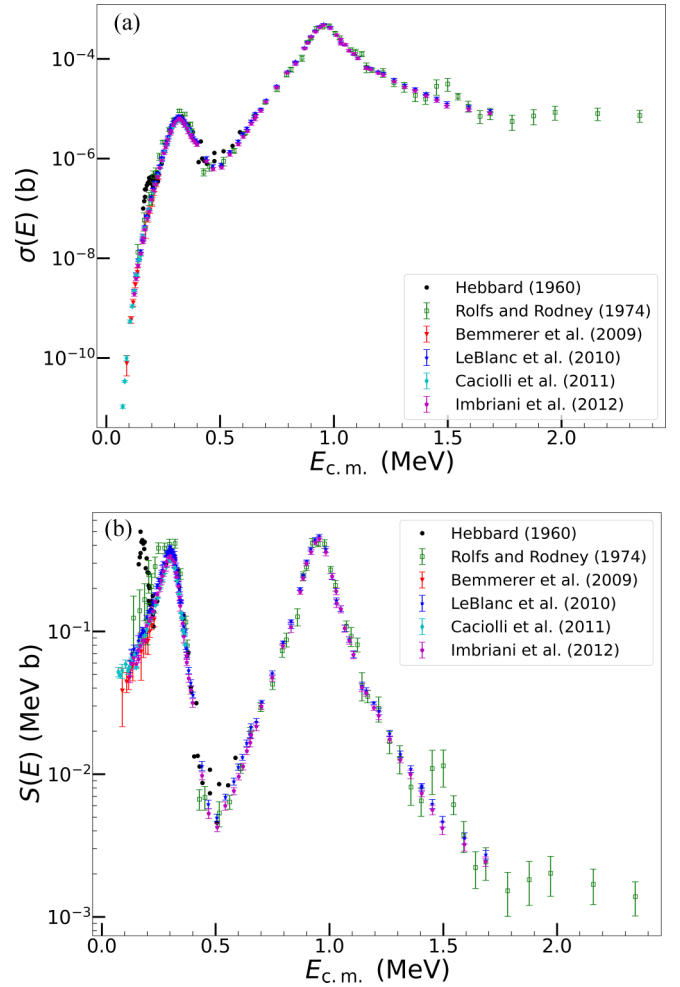 (a)
10⁻⁴
10⁻⁶
10⁻⁸
10⁻¹⁰
σ(E) (b)
Hebbard (1960)
Rolfs and Rodney (1974)
Bemmerer et al. (2009)
LeBlanc et al. (2010)
Caciolli et al. (2011)
Imbriani et al. (2012)
0.0 0.5 1.0 1.5 2.0
E_c.m. (MeV)
(b)
10⁻¹
10⁻²
10⁻³
S(E) (MeV b)
Hebbard (1960)
Rolfs and Rodney (1974)
Bemmerer et al. (2009)
LeBlanc et al. (2010)
Caciolli et al. (2011)
Imbriani et al. (2012)
0.0 0.5 1.0 1.5 2.0
E_c.m. (MeV)